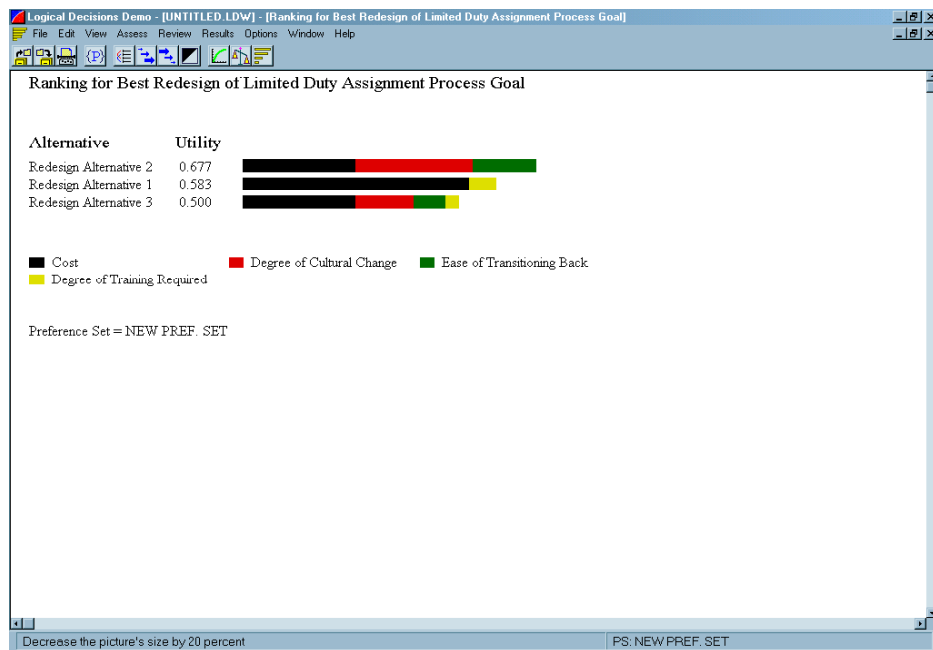 Logical Decisions Demo - [UNTITLED.LDW] - [Ranking for Best Redesign of Limited Duty Assignment Process Goal]
File Edit View Assess Review Results Options Window Help
{P}
Ranking for Best Redesign of Limited Duty Assignment Process Goal
Alternative Utility
Redesign Alternative 2 0.677
Redesign Alternative 1 0.583
Redesign Alternative 3 0.500
Cost Degree of Cultural Change Ease of Transitioning Back
Degree of Training Required
Preference Set = NEW PREF. SET
Decrease the picture's size by 20 percent PS: NEW PREF. SET